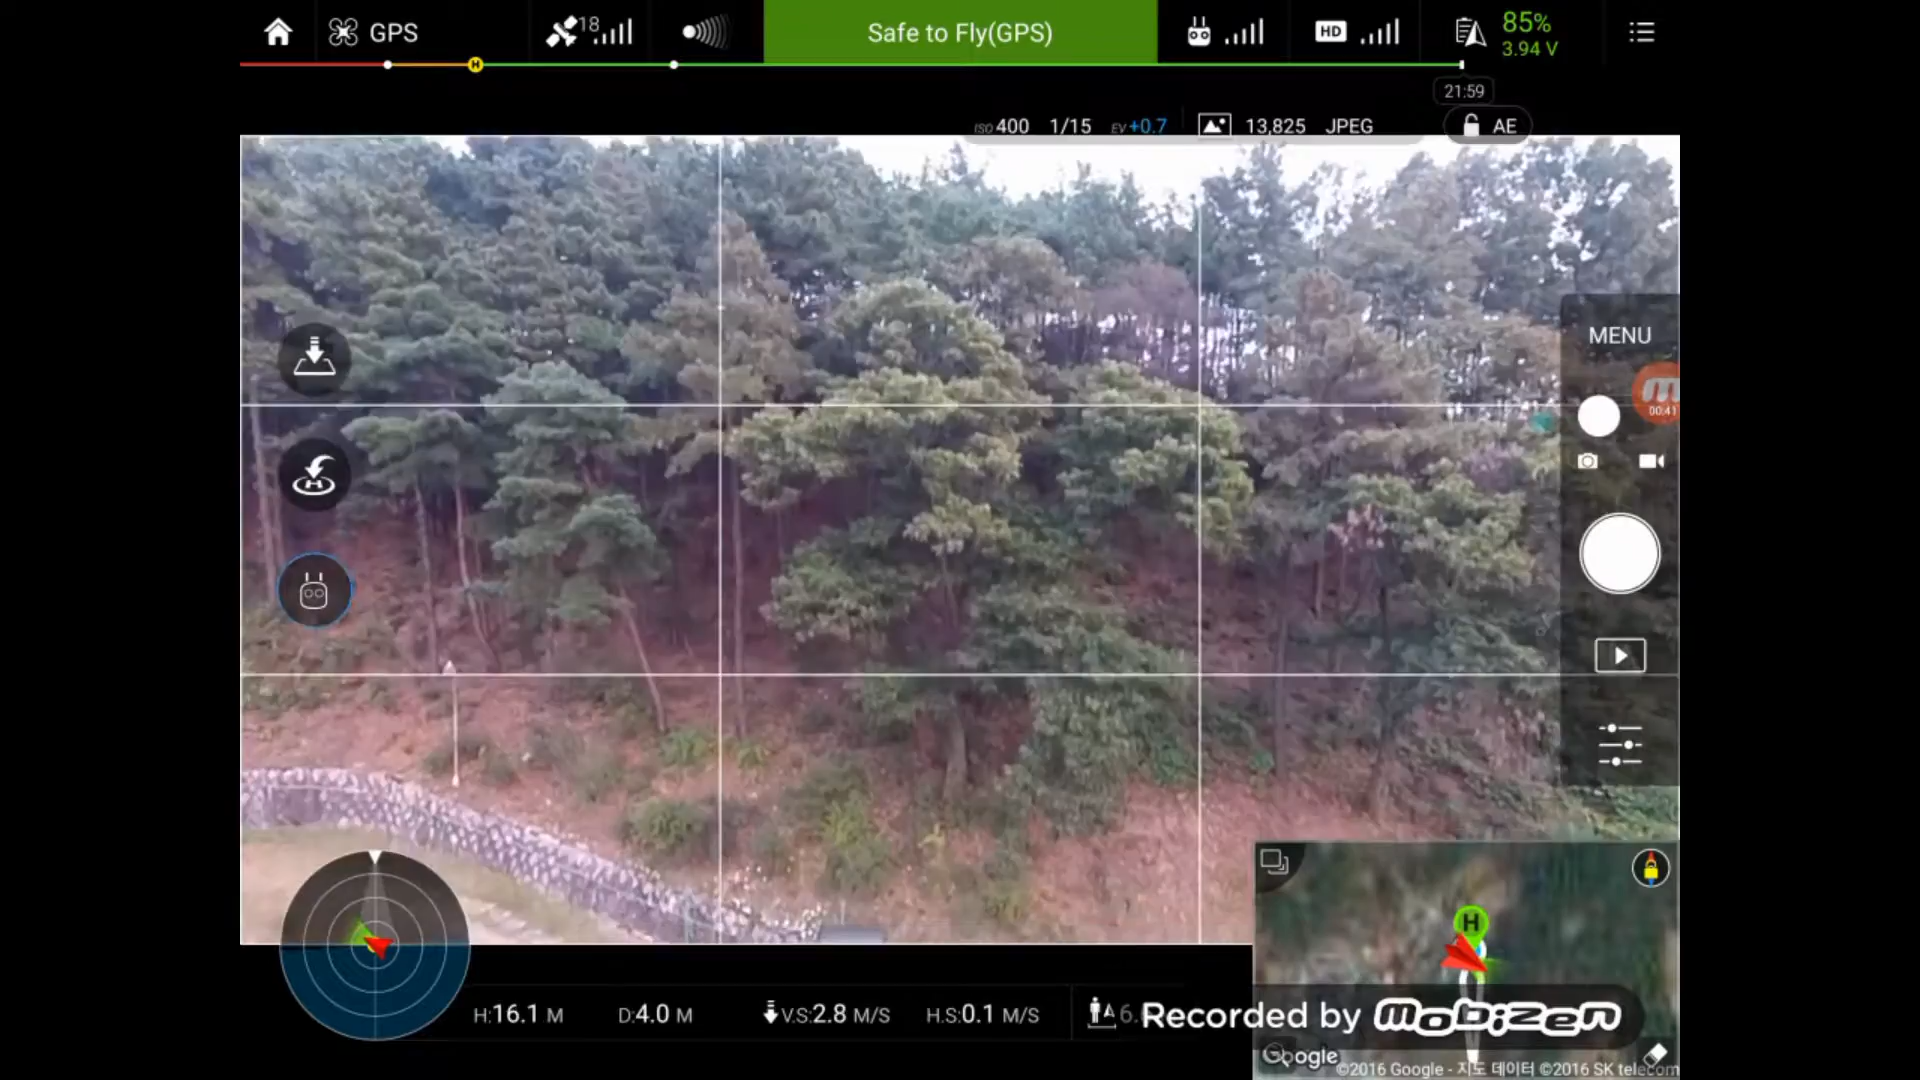 GPS
18
Safe to Fly(GPS)
HD
85%
3.94 V
H
21:59
ISO 400 1/15 EV +0.7 13,825 JPEG AE
MENU
00:41
H
H:16.1 M D:4.0 M V.S:2.8 M/S H.S:0.1 M/S
Recorded by mobizen
Google
©2016 Google - 지도 데이터 ©2016 SK telecom